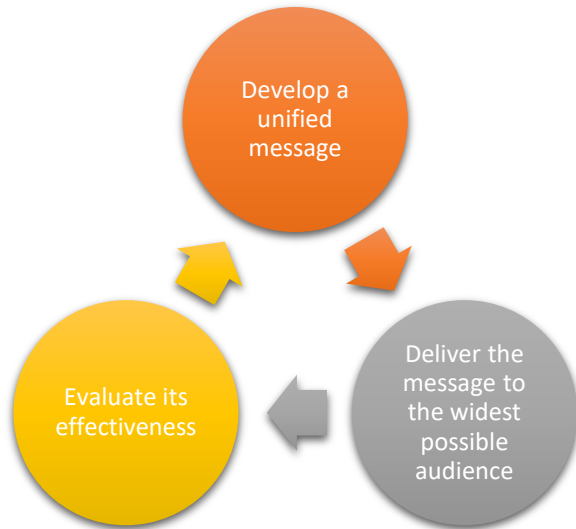 Develop a
unified
message
Deliver the
message to
the widest
possible
audience
Evaluate its
effectiveness